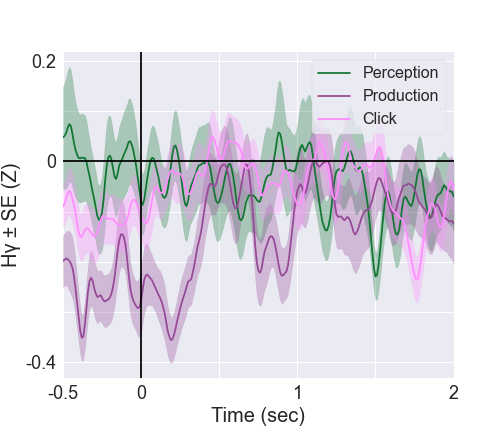 0.2
Perception
Production
Click
0
Hγ ± SE (Z)
-0.4
-0.5
0
1
2
Time (sec)